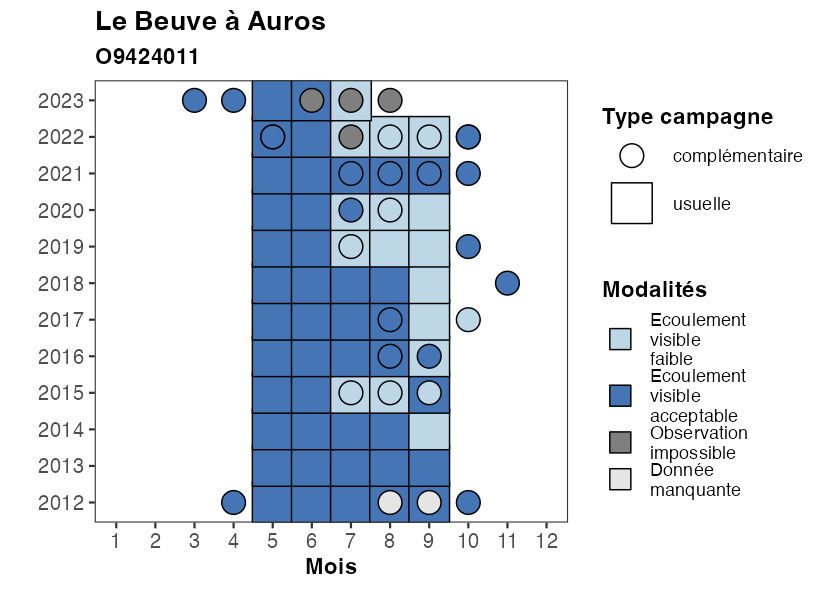 Le Beuve à Auros
O9424011
2023
2022
2021
2020
2019
2018
2017
2016
2015
2014
2013
2012
1 2 3 4 5 6 7 8 9 10 11 12
Mois
Type campagne
complémentaire
usuelle
Modalités
Ecoulement
visible
faible
Ecoulement
visible
acceptable
Observation
impossible
Donnée
manquante